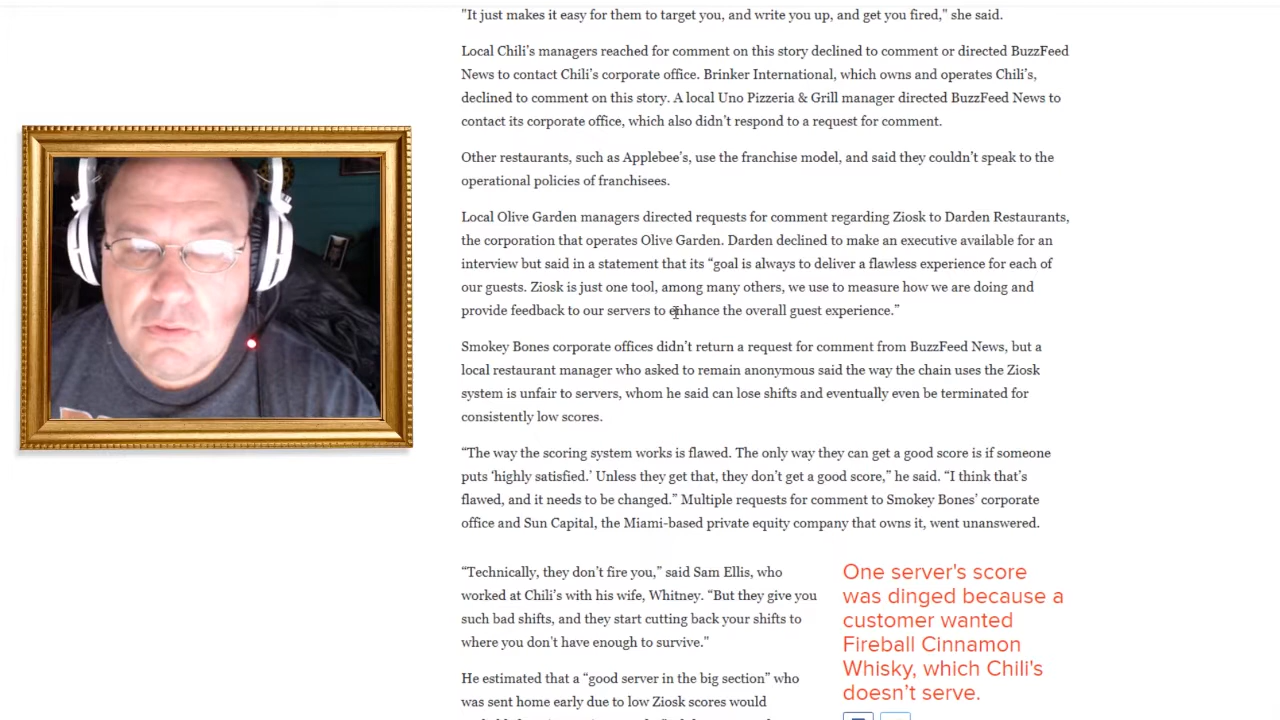 "It just makes it easy for them to target you, and write you up, and get you fired," she said.
Local Chili’s managers reached for comment on this story declined to comment or directed BuzzFeed
News to contact Chili’s corporate office. Brinker International, which owns and operates Chili’s,
declined to comment on this story. A local Uno Pizzeria & Grill manager directed BuzzFeed News to
contact its corporate office, which also didn’t respond to a request for comment.
Other restaurants, such as Applebee’s, use the franchise model, and said they couldn’t speak to the
operational policies of franchisees.
Local Olive Garden managers directed requests for comment regarding Ziosk to Darden Restaurants,
the corporation that operates Olive Garden. Darden declined to make an executive available for an
interview but said in a statement that its “goal is always to deliver a flawless experience for each of
our guests. Ziosk is just one tool, among many others, we use to measure how we are doing and
provide feedback to our servers to enhance the overall guest experience.”
Smokey Bones corporate offices didn’t return a request for comment from BuzzFeed News, but a
local restaurant manager who asked to remain anonymous said the way the chain uses the Ziosk
system is unfair to servers, whom he said can lose shifts and eventually even be terminated for
consistently low scores.
“The way the scoring system works is flawed. The only way they can get a good score is if someone
puts ‘highly satisfied.’ Unless they get that, they don’t get a good score,” he said. “I think that’s
flawed, and it needs to be changed.” Multiple requests for comment to Smokey Bones’ corporate
office and Sun Capital, the Miami-based private equity company that owns it, went unanswered.
“Technically, they don’t fire you,” said Sam Ellis, who
worked at Chili’s with his wife, Whitney. “But they give you
such bad shifts, and they start cutting back your shifts to
where you don’t have enough to survive.”
He estimated that a “good server in the big section” who
was sent home early due to low Ziosk scores would
One server's score
was dinged because a
customer wanted
Fireball Cinnamon
Whisky, which Chili's
doesn’t serve.